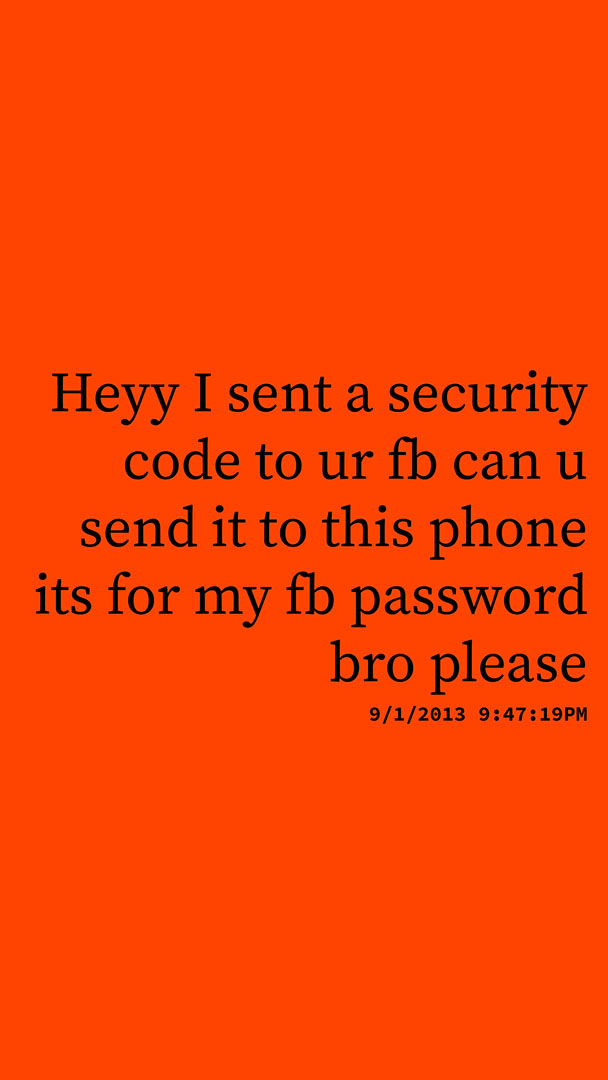 Heyy I sent a security
code to ur fb can u
send it to this phone
its for my fb password
bro please
9/1/2013 9:47:19PM